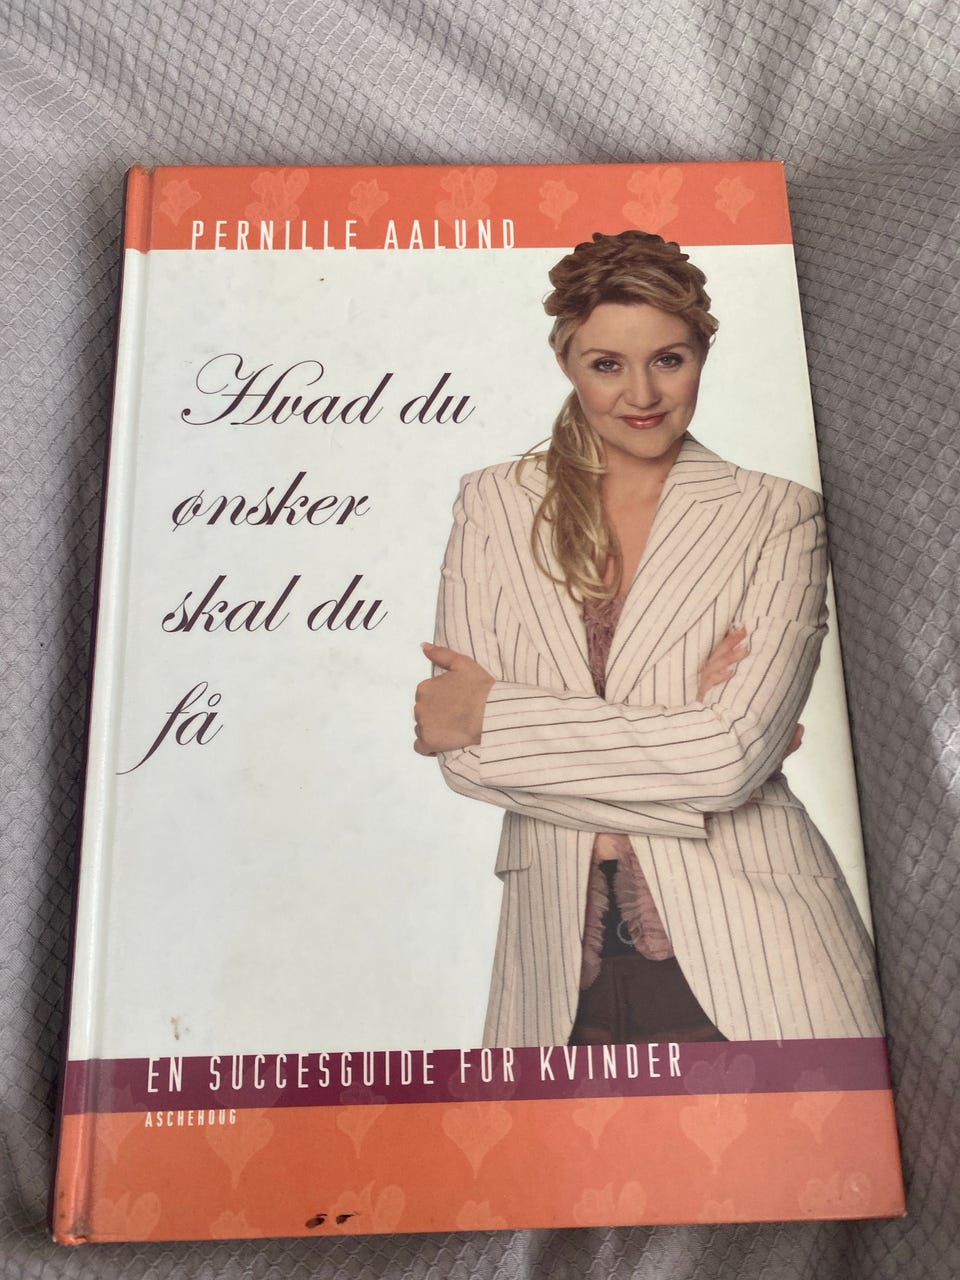 PERNILLE AALUND
Hvad du
ønsker
skal du
få
EN SUCCESGUIDE FOR KVINDER
ASCHEHOUG